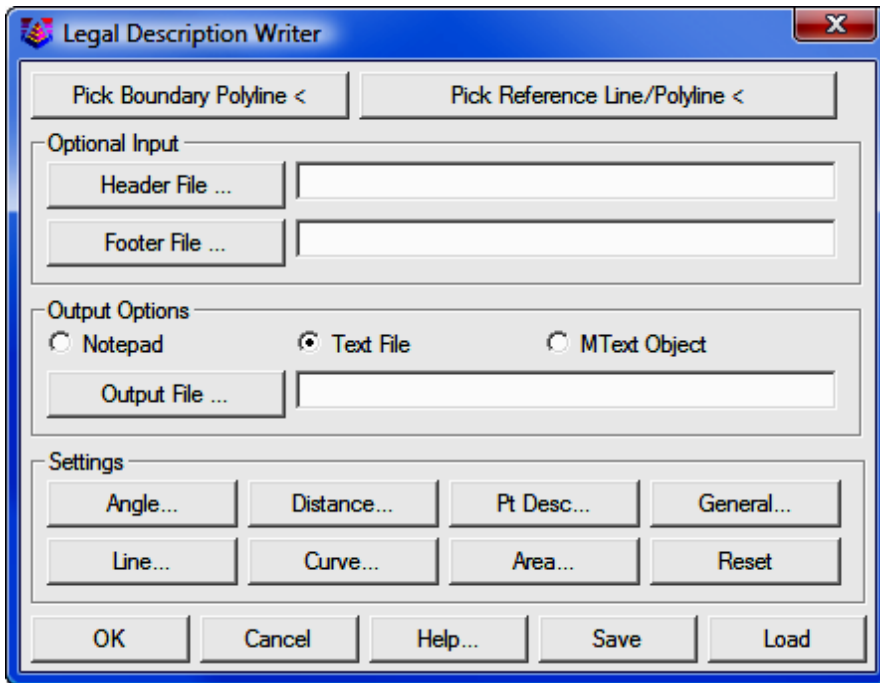 Legal Description Writer
Pick Boundary Polyline < Pick Reference Line/Polyline <
Optional Input
Header File ...
Footer File ...
Output Options
Notepad Text File MText Object
Output File ...
Settings
Angle... Distance... Pt Desc... General...
Line... Curve... Area... Reset
OK Cancel Help... Save Load